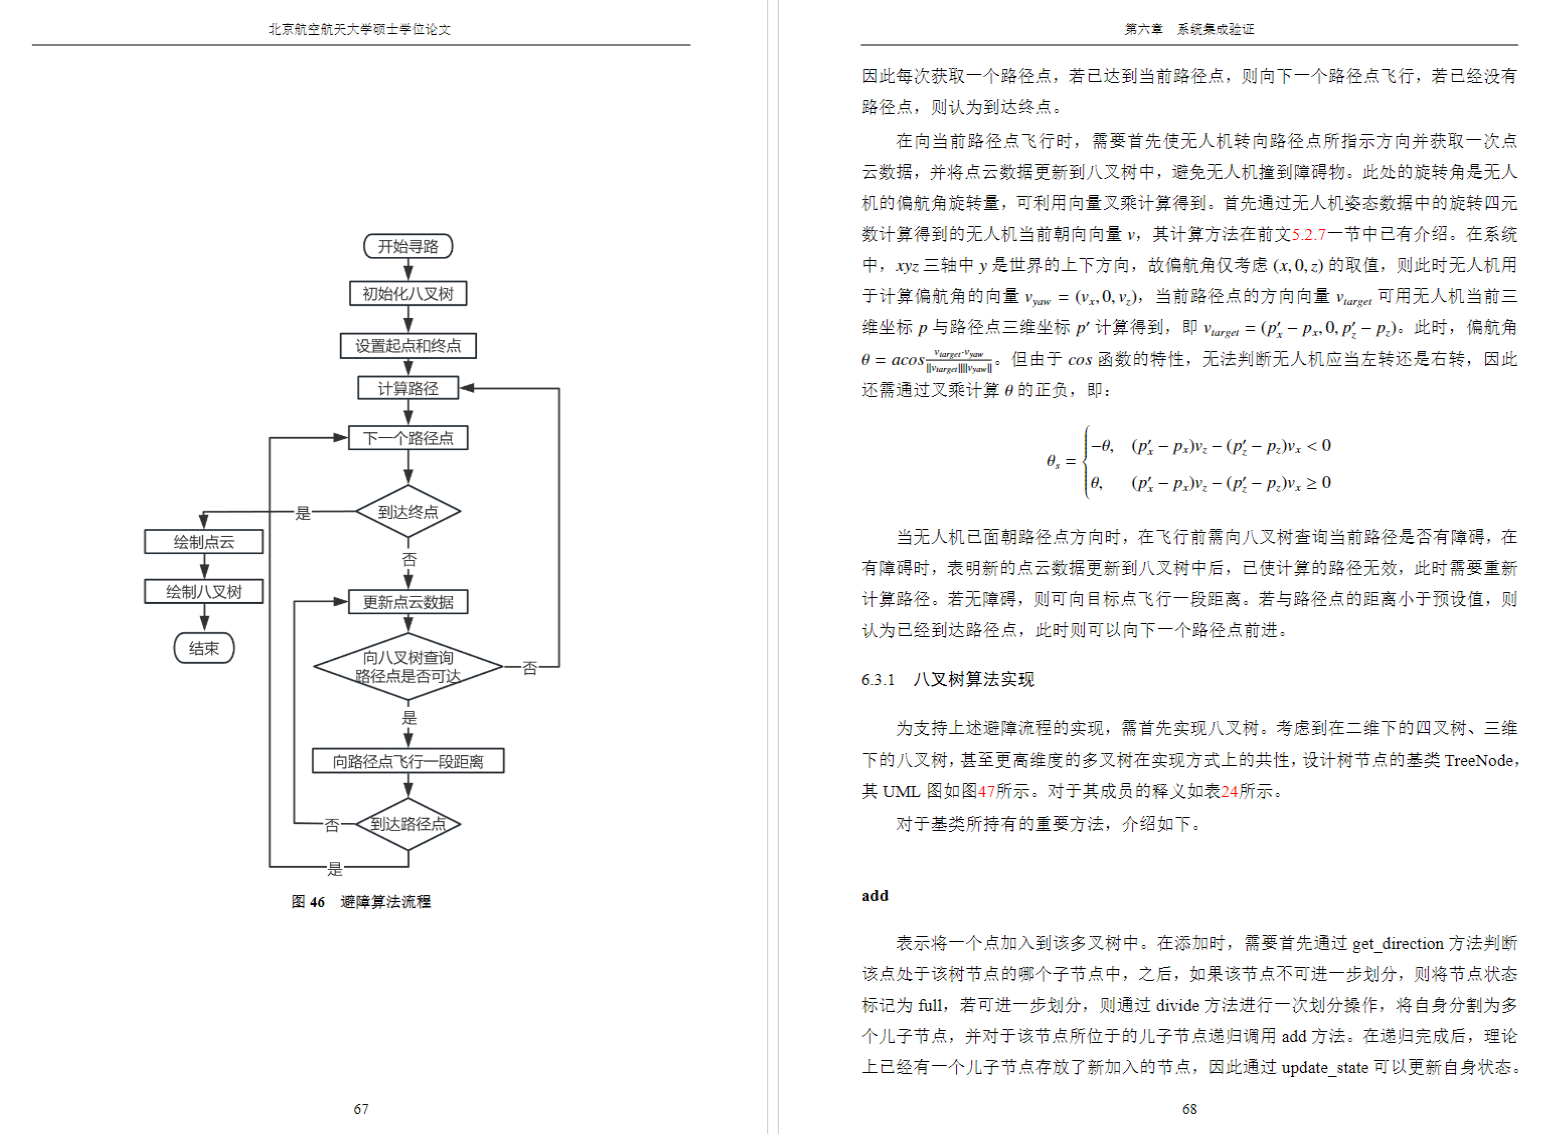 北京航空航天大学硕士学位论文
开始寻路
初始化八叉树
设置起点和终点
计算路径
下一个路径点
到达终点
是
否
绘制点云
绘制八叉树
结束
更新点云数据
向八叉树查询
路径点是否可达
否
是
向路径点飞行一段距离
到达路径点
否
是
图 46 避障算法流程
67
第六章 系统集成验证
因此每次获取一个路径点，若已达到当前路径点，则向下一个路径点飞行，若已经没有
路径点，则认为到达终点。
在向当前路径点飞行时，需要首先使无人机转向路径点所指示方向并获取一次点
云数据，并将点云数据更新到八叉树中，避免无人机撞到障碍物。此处的旋转角是无人
机的偏航角旋转量，可利用向量叉乘计算得到。首先通过无人机姿态数据中的旋转四元
数计算得到的无人机当前朝向向量 v，其计算方法在前文5.2.7一节中已有介绍。在系统
中，xyz 三轴中 y 是世界的上下方向，故偏航角仅考虑 (x, 0, z) 的取值，则此时无人机用
于计算偏航角的向量 v_yaw = (v_x, 0, v_z)，当前路径点的方向向量 v_target 可用无人机当前三
维坐标 p 与路径点三维坐标 p′ 计算得到，即 v_target = (p′_x − p_x, 0, p′_z − p_z)。此时，偏航角
θ = acos v_target·v_yaw / ||v_target||||v_yaw||。但由于 cos 函数的特性，无法判断无人机应当左转还是右转，因此
还需通过叉乘计算 θ 的正负，即：
θ_s = { −θ, (p′_x − p_x)v_z − (p′_z − p_z)v_x < 0
θ, (p′_x − p_x)v_z − (p′_z − p_z)v_x ≥ 0
当无人机已面朝路径点方向时，在飞行前需向八叉树查询当前路径是否有障碍，在
有障碍时，表明新的点云数据更新到八叉树中后，已使计算的路径无效，此时需要重新
计算路径。若无障碍，则可向目标点飞行一段距离。若与路径点的距离小于预设值，则
认为已经到达路径点，此时则可以向下一个路径点前进。
6.3.1 八叉树算法实现
为支持上述避障流程的实现，需首先实现八叉树。考虑到在二维下的四叉树、三维
下的八叉树，甚至更高维度的多叉树在实现方式上的共性，设计树节点的基类 TreeNode，
其 UML 图如图47所示。对于其成员的释义如表24所示。
对于基类所持有的重要方法，介绍如下。
add
表示将一个点加入到该多叉树中。在添加时，需要首先通过 get_direction 方法判断
该点处于该树节点的哪个子节点中，之后，如果该节点不可进一步划分，则将节点状态
标记为 full，若可进一步划分，则通过 divide 方法进行一次划分操作，将自身分割为多
个儿子节点，并对于该节点所位于的儿子节点递归调用 add 方法。在递归完成后，理论
上已经有一个儿子节点存放了新加入的节点，因此通过 update_state 可以更新自身状态。
68